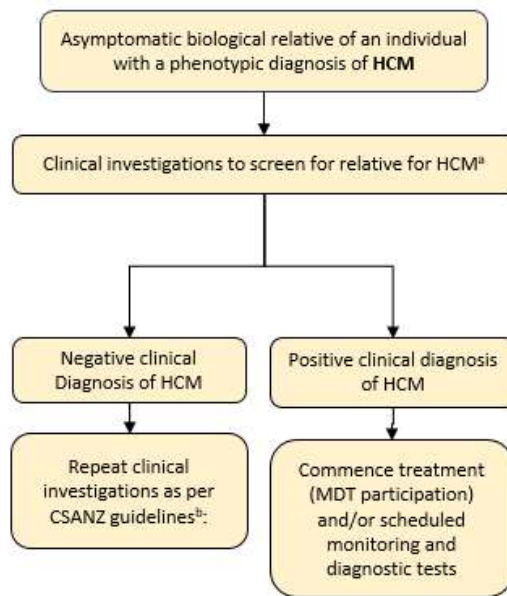 Asymptomatic biological relative of an individual
with a phenotypic diagnosis of HCM
Clinical investigations to screen for relative for HCMᵃ
Negative clinical
Diagnosis of HCM
Positive clinical diagnosis
of HCM
Repeat clinical
investigations as per
CSANZ guidelinesᵇ:
Commence treatment
(MDT participation)
and/or scheduled
monitoring and
diagnostic tests